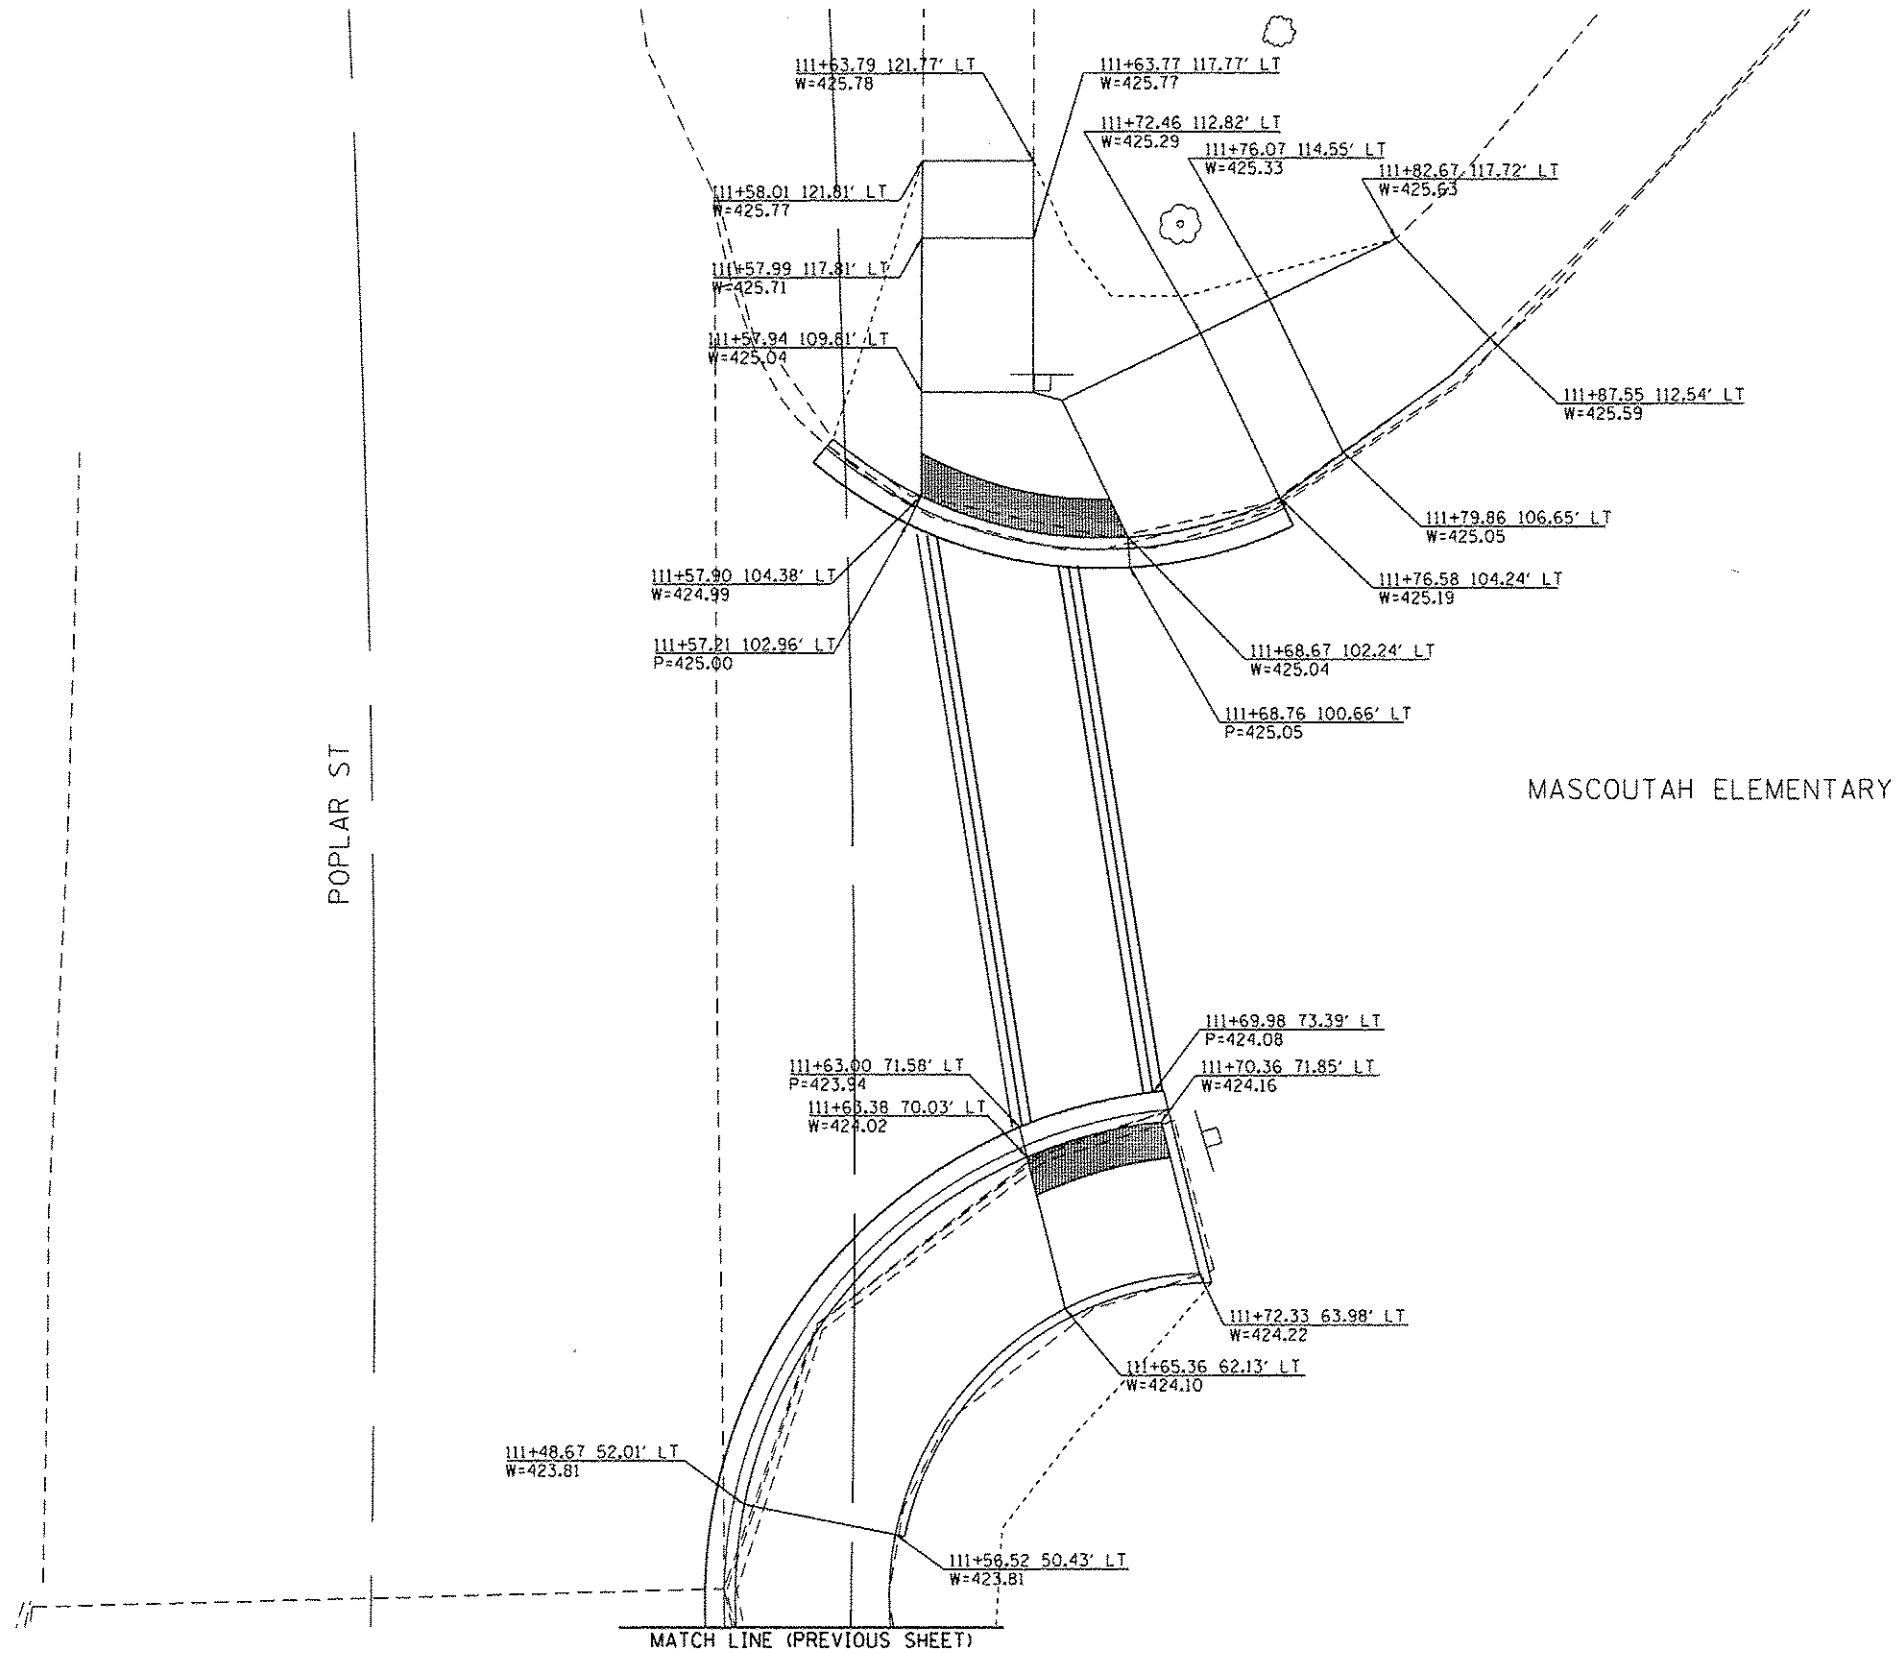 111+63.79 121.77' LT
W=425.78
111+63.77 117.77' LT
W=425.77
111+72.46 112.82' LT
W=425.29
111+76.07 114.55' LT
W=425.33
111+82.67 117.72' LT
W=425.63
111+58.01 121.81' LT
W=425.77
111+57.99 117.81' LT
W=425.71
111+57.94 109.81' LT
W=425.04
111+87.55 112.54' LT
W=425.59
111+79.86 106.65' LT
W=425.05
111+57.90 104.38' LT
W=424.99
111+76.58 104.24' LT
W=425.19
111+57.21 102.96' LT
P=425.00
111+68.67 102.24' LT
W=425.04
111+68.76 100.66' LT
P=425.05
POPLAR ST
MASCOUTAH ELEMENTARY
111+69.98 73.39' LT
P=424.08
111+63.00 71.58' LT
P=423.94
111+70.36 71.85' LT
W=424.16
111+63.38 70.03' LT
W=424.02
111+72.33 63.98' LT
W=424.22
111+65.36 62.13' LT
W=424.10
111+48.67 52.01' LT
W=423.81
111+56.52 50.43' LT
W=423.81
MATCH LINE (PREVIOUS SHEET)